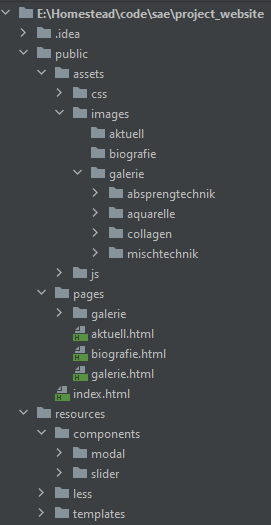 E:\Homestead\code\sae\project_website
.idea
public
assets
css
images
aktuell
biografie
galerie
absprengtechnik
aquarelle
collagen
mischtechnik
js
pages
galerie
aktuell.html
biografie.html
galerie.html
index.html
resources
components
modal
slider
less
templates